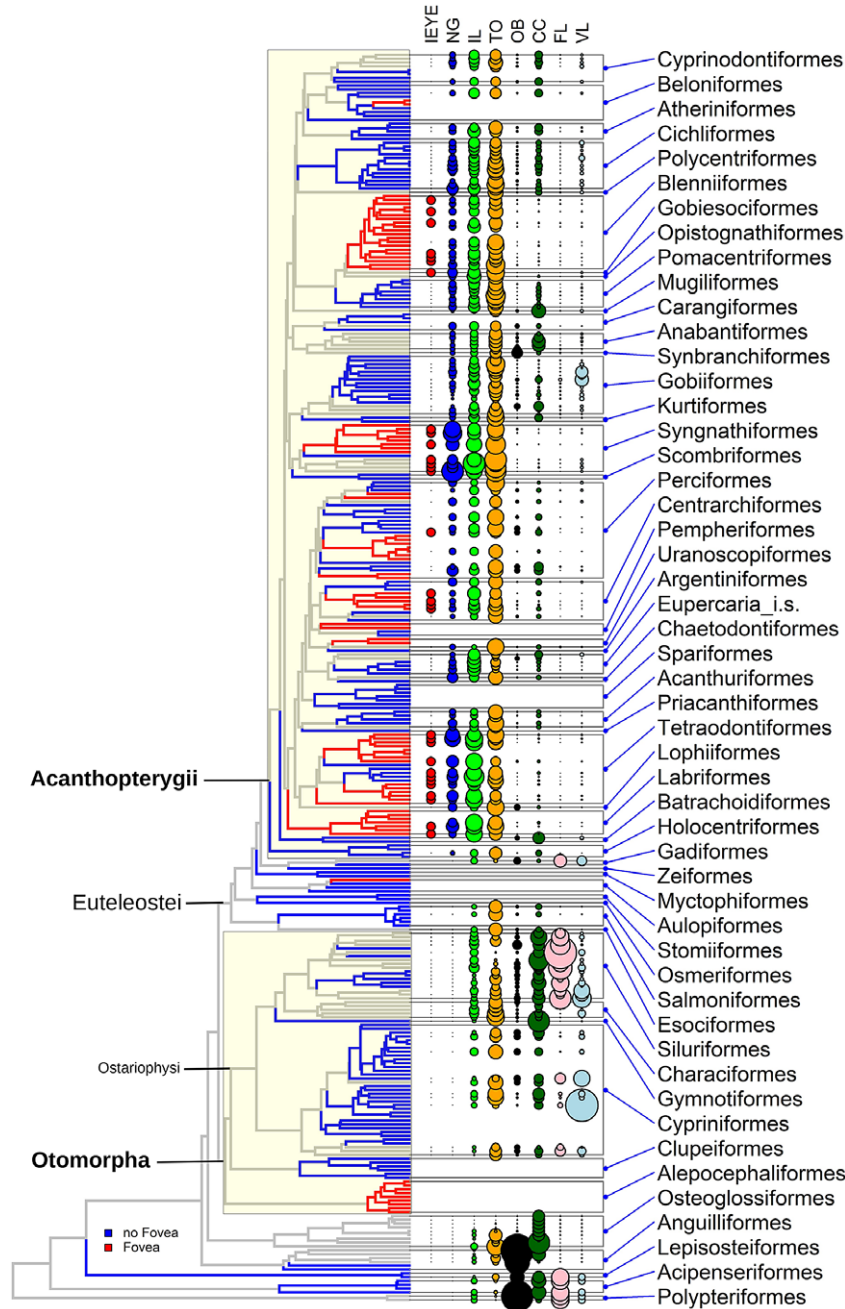 IEYE NG IL TO OB CC FL VL
Cyprinodontiformes
Beloniformes
Atheriniformes
Cichliformes
Polycentriformes
Blenniiformes
Gobiesociformes
Opistognathiformes
Pomacentriformes
Mugiliformes
Carangiformes
Anabantiformes
Synbranchiformes
Gobiiformes
Kurtiformes
Syngnathiformes
Scombriformes
Perciformes
Centrarchiformes
Pempheriformes
Uranoscopiformes
Argentiniformes
Eupercaria_i.s.
Chaetodontiformes
Spariformes
Acanthuriformes
Priacanthiformes
Tetraodontiformes
Lophiiformes
Acanthopterygii
Labriformes
Batrachoidiformes
Holocentriformes
Gadiformes
Zeiformes
Euteleostei
Myctophiformes
Aulopiformes
Stomiiformes
Osmeriformes
Salmoniformes
Esociformes
Siluriformes
Ostariophysi
Characiformes
Gymnotiformes
Cypriniformes
Clupeiformes
Otomorpha
Alepocephaliformes
Osteoglossiformes
Anguilliformes
no Fovea
Fovea
Lepisosteiformes
Acipenseriformes
Polypteriformes